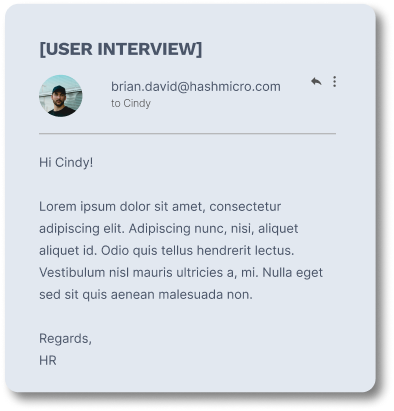 [USER INTERVIEW]
brian.david@hashmicro.com
to Cindy
Hi Cindy!
Lorem ipsum dolor sit amet, consectetur
adipiscing elit. Adipiscing nunc, nisi, aliquet
aliquet id. Odio quis tellus hendrerit lectus.
Vestibulum nisl mauris ultricies a, mi. Nulla eget
sed sit quis aenean malesuada non.
Regards,
HR